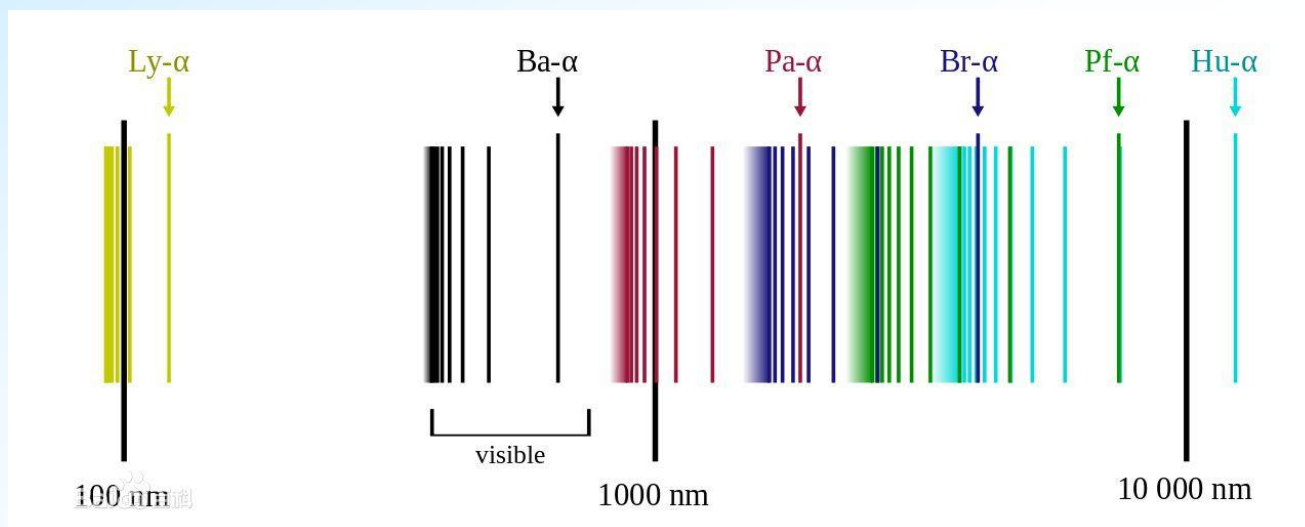 Ly-α
Ba-α
Pa-α
Br-α
Pf-α
Hu-α
visible
100 nm
1000 nm
10 000 nm